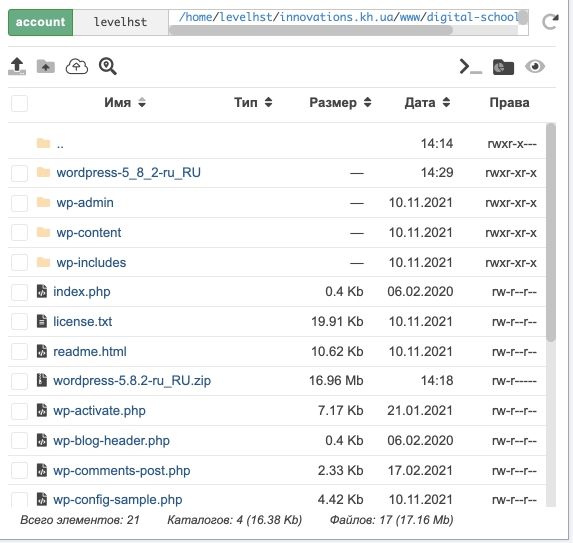 account levelhst /home/levelhst/innovations.kh.ua/www/digital-school
Имя Тип Размер Дата Права
.. 14:14 rwxr-x---
wordpress-5_8_2-ru_RU — 14:29 rwxr-xr-x
wp-admin — 10.11.2021 rwxr-xr-x
wp-content — 10.11.2021 rwxr-xr-x
wp-includes — 10.11.2021 rwxr-xr-x
index.php 0.4 Kb 06.02.2020 rw-r--r--
license.txt 19.91 Kb 10.11.2021 rw-r--r--
readme.html 10.62 Kb 10.11.2021 rw-r--r--
wordpress-5.8.2-ru_RU.zip 16.96 Mb 14:18 rw-r-----
wp-activate.php 7.17 Kb 21.01.2021 rw-r--r--
wp-blog-header.php 0.4 Kb 06.02.2020 rw-r--r--
wp-comments-post.php 2.33 Kb 17.02.2021 rw-r--r--
wp-config-sample.php 4.42 Kb 10.11.2021 rw-r--r--
Всего элементов: 21 Каталогов: 4 (16.38 Kb) Файлов: 17 (17.16 Mb)